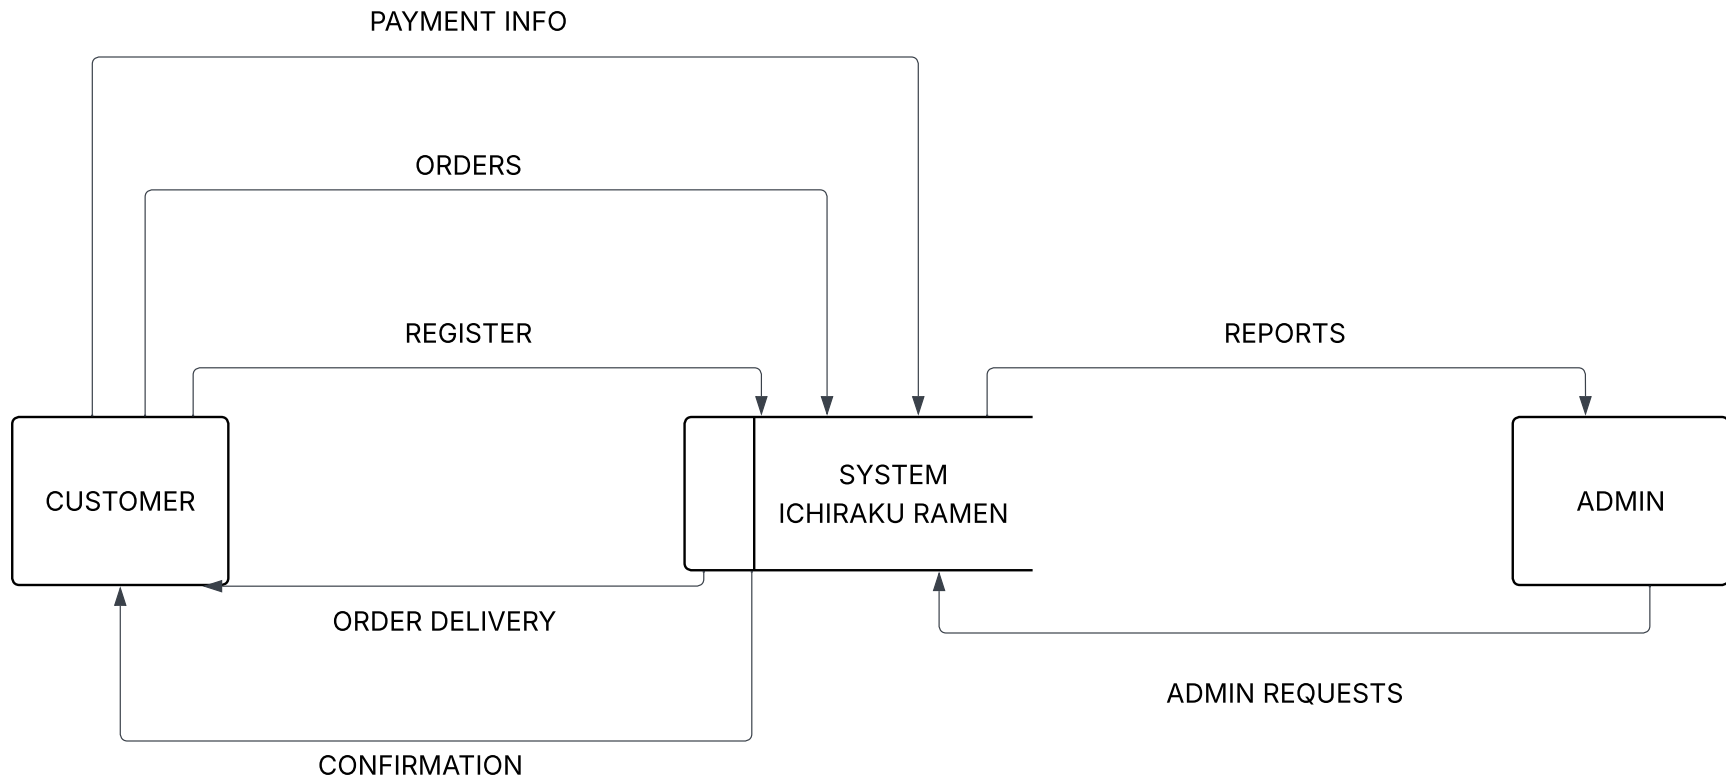 PAYMENT INFO
ORDERS
REGISTER
REPORTS
CUSTOMER
SYSTEM
ICHIRAKU RAMEN
ADMIN
ORDER DELIVERY
ADMIN REQUESTS
CONFIRMATION